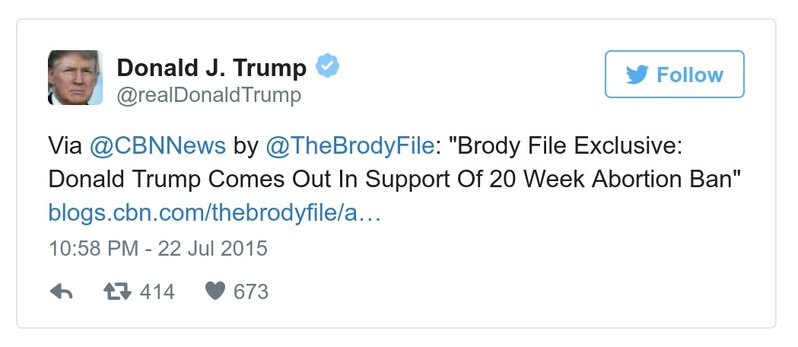 Donald J. Trump
@realDonaldTrump
Follow
Via @CBNNews by @TheBrodyFile: "Brody File Exclusive:
Donald Trump Comes Out In Support Of 20 Week Abortion Ban"
blogs.cbn.com/thebrodyfile/a…
10:58 PM - 22 Jul 2015
414 673